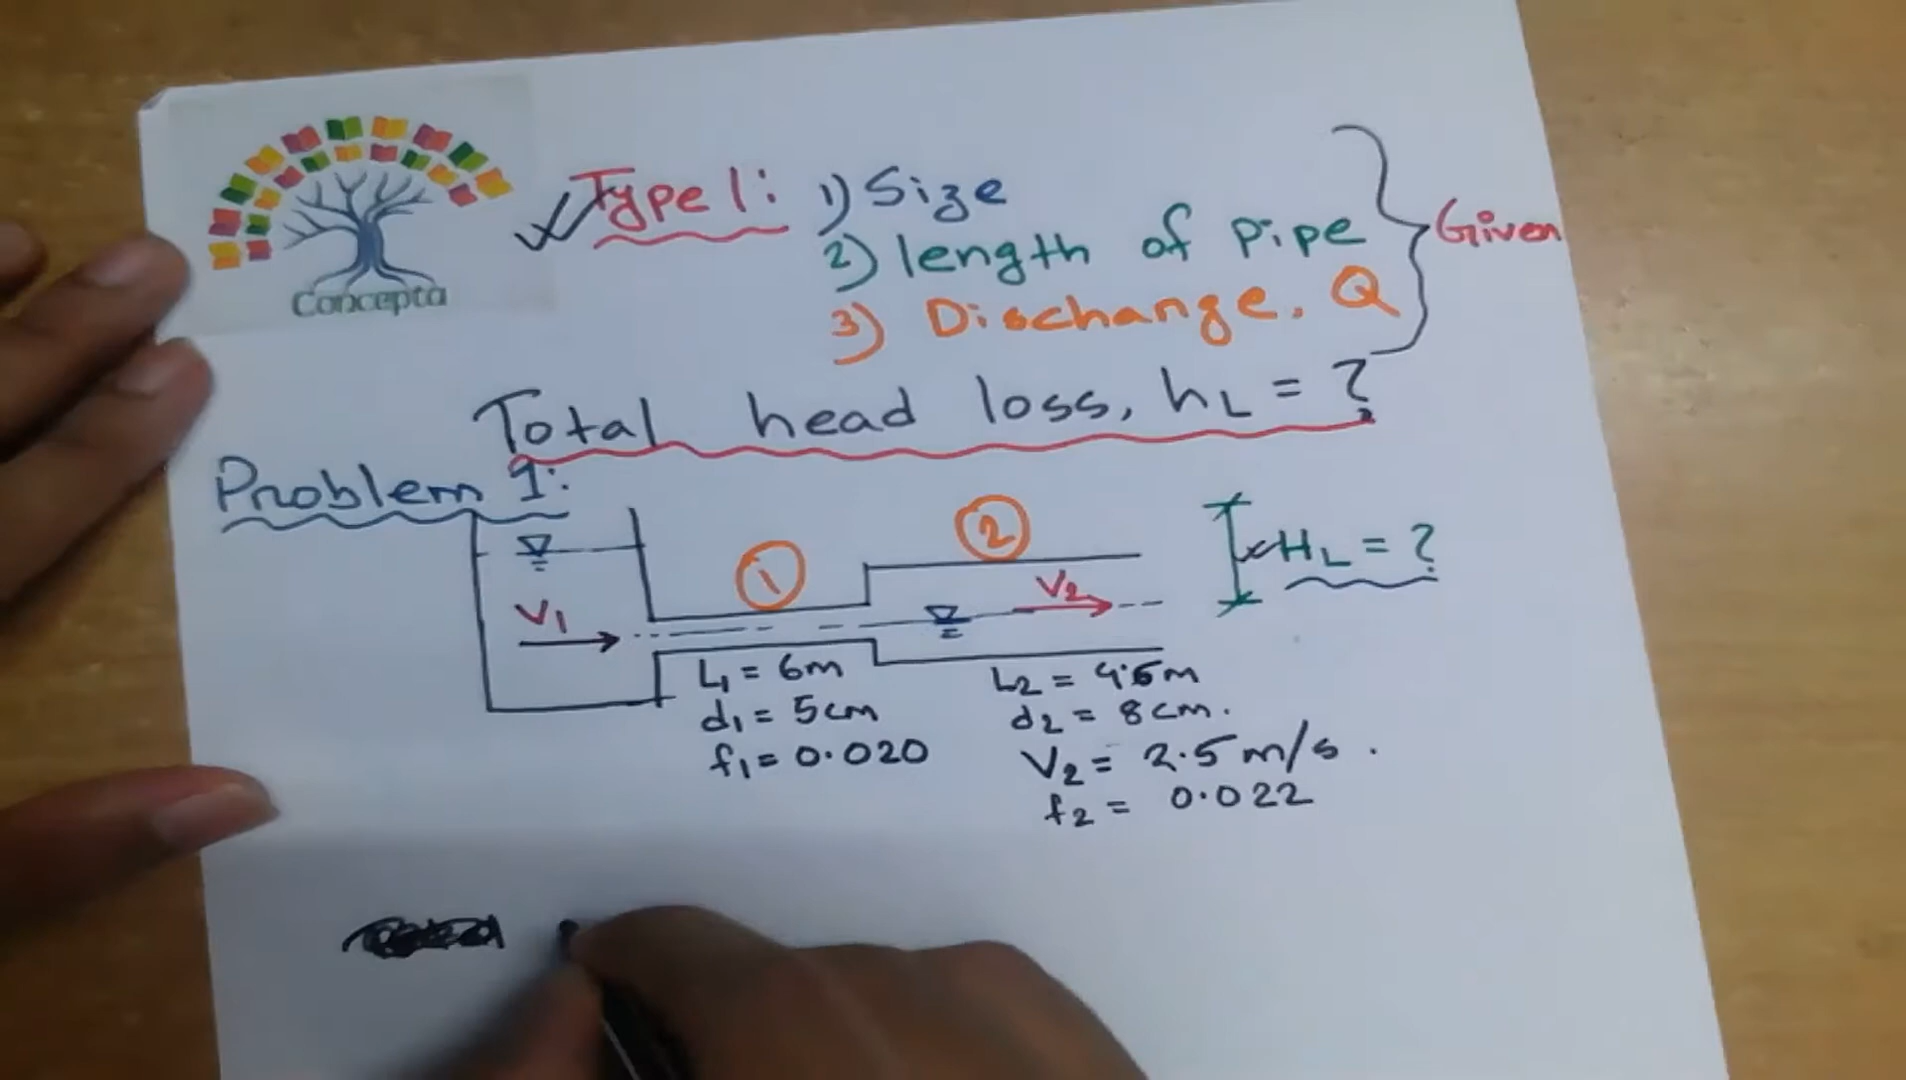 Concepta
Type 1: 1) Size
2) length of pipe
3) Dischange, Q
Given
Total head loss, hL = ?
Problem 1:
1
2
HL = ?
V1
V2
L1 = 6m
d1 = 5cm
f1 = 0.020
L2 = 4.5m
d2 = 8cm.
V2 = 2.5 m/s.
f2 = 0.022